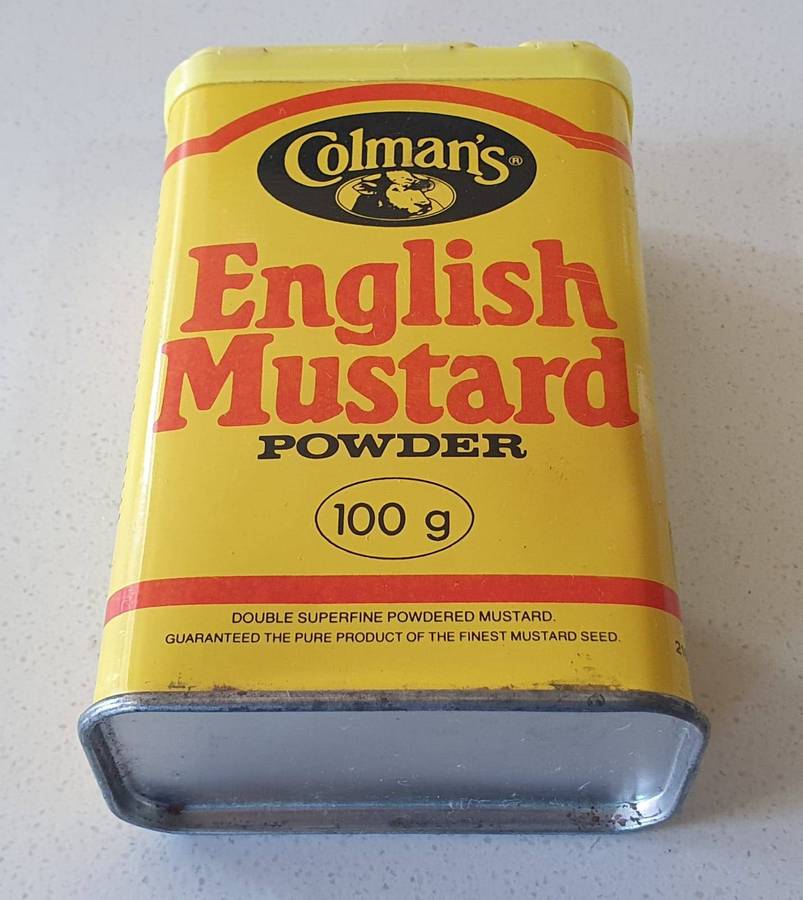 Colman's®
English
Mustard
POWDER
100 g
DOUBLE SUPERFINE POWDERED MUSTARD.
GUARANTEED THE PURE PRODUCT OF THE FINEST MUSTARD SEED.